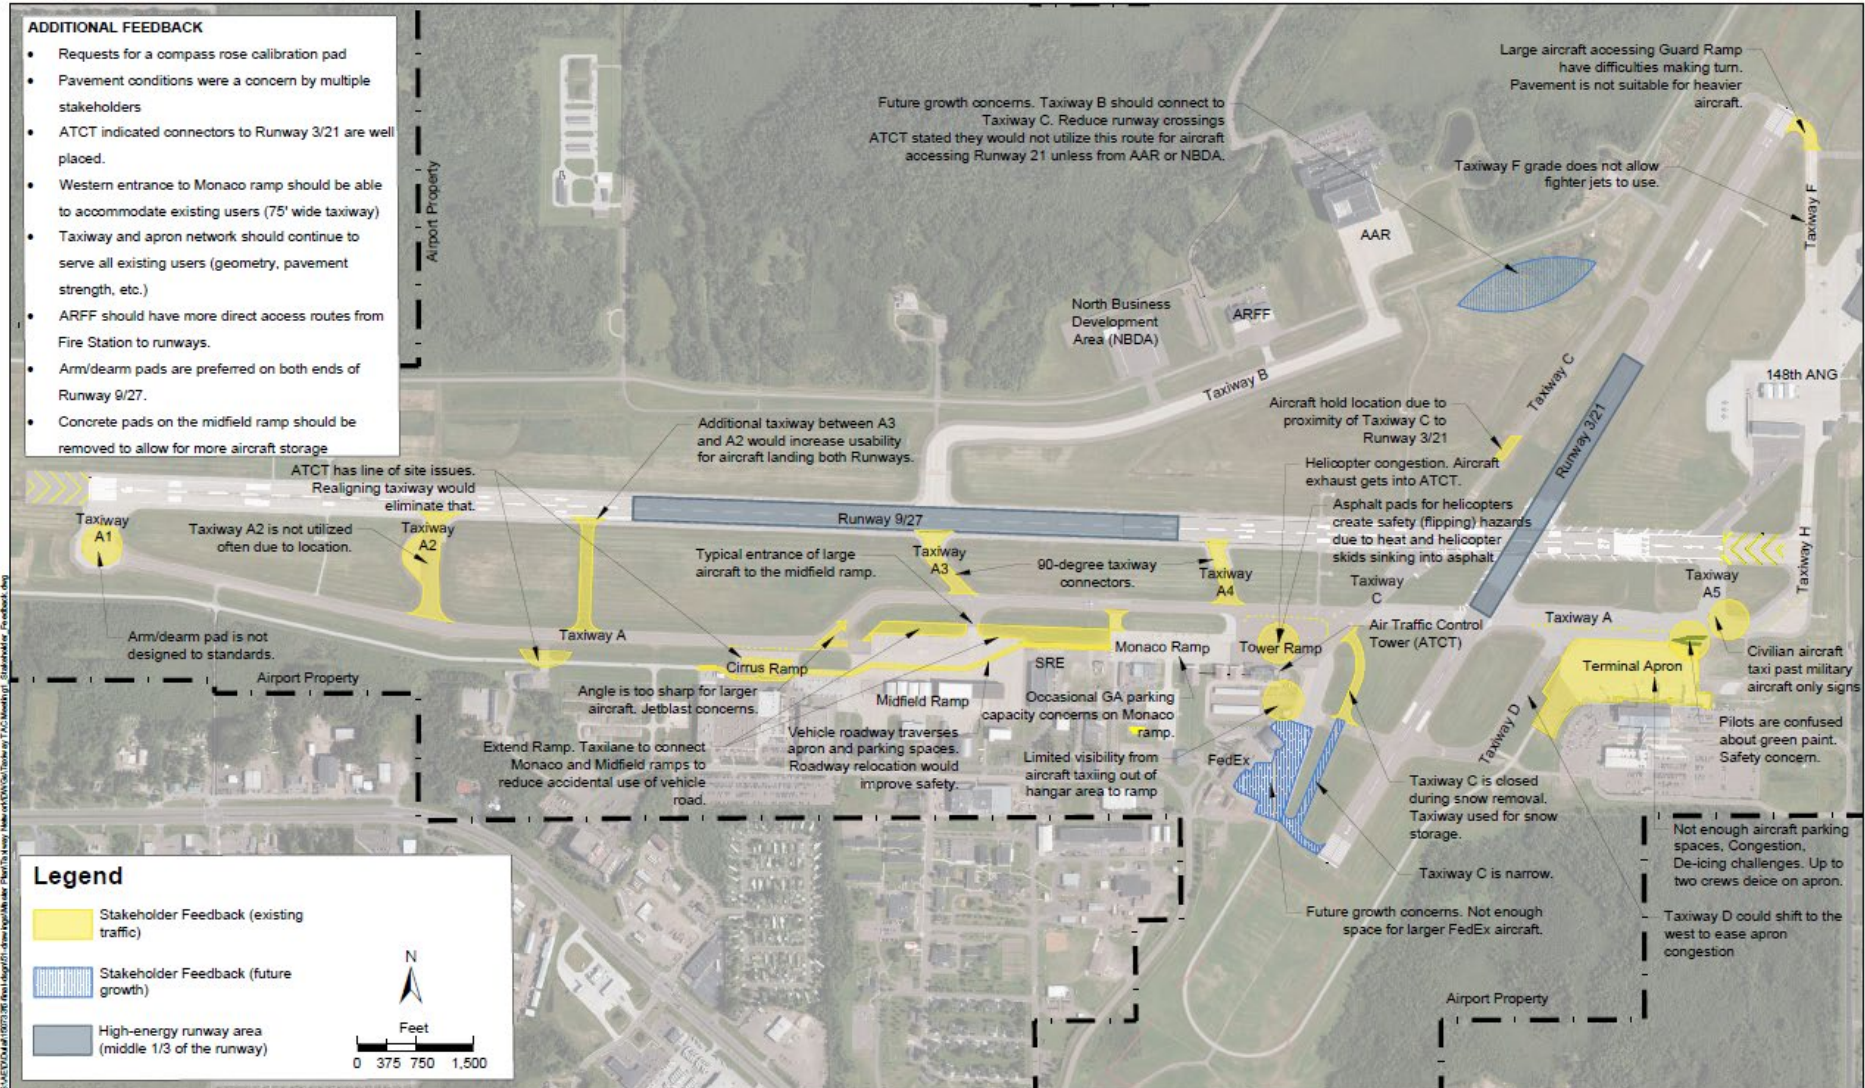 ADDITIONAL FEEDBACK
• Requests for a compass rose calibration pad
• Pavement conditions were a concern by multiple
stakeholders
• ATCT indicated connectors to Runway 3/21 are well
placed.
• Western entrance to Monaco ramp should be able
to accommodate existing users (75' wide taxiway)
• Taxiway and apron network should continue to
serve all existing users (geometry, pavement
strength, etc.)
• ARFF should have more direct access routes from
Fire Station to runways.
• Arm/dearm pads are preferred on both ends of
Runway 9/27.
• Concrete pads on the midfield ramp should be
removed to allow for more aircraft storage
Airport Property
Large aircraft accessing Guard Ramp
have difficulties making turn.
Pavement is not suitable for heavier
aircraft.
Future growth concerns. Taxiway B should connect to
Taxiway C. Reduce runway crossings
ATCT stated they would not utilize this route for aircraft
accessing Runway 21 unless from AAR or NBDA.
Taxiway F grade does not allow
fighter jets to use.
Taxiway F
AAR
North Business
Development
Area (NBDA)
ARFF
Taxiway B
Taxiway C
148th ANG
Aircraft hold location due to
proximity of Taxiway C to
Runway 3/21
Runway 3/21
Additional taxiway between A3
and A2 would increase usability
for aircraft landing both Runways.
Helicopter congestion. Aircraft
exhaust gets into ATCT.
ATCT has line of site issues.
Realigning taxiway would
eliminate that.
Asphalt pads for helicopters
create safety (flipping) hazards
due to heat and helicopter
skids sinking into asphalt
Taxiway
A1
Taxiway A2 is not utilized
often due to location.
Taxiway
A2
Runway 9/27
27
Typical entrance of large
aircraft to the midfield ramp.
Taxiway
A3
90-degree taxiway
connectors.
Taxiway
A4
Taxiway
C
Taxiway
A5
Taxiway H
Arm/dearm pad is not
designed to standards.
Taxiway A
Taxiway A
Air Traffic Control
Tower (ATCT)
Airport Property
Cirrus Ramp
SRE
Monaco Ramp
Tower Ramp
Terminal Apron
Civilian aircraft
taxi past military
aircraft only signs
Angle is too sharp for larger
aircraft. Jetblast concerns.
Midfield Ramp
Occasional GA parking
capacity concerns on Monaco
ramp.
Taxiway D
Pilots are confused
about green paint.
Safety concern.
Extend Ramp. Taxilane to connect
Monaco and Midfield ramps to
reduce accidental use of vehicle
road.
Vehicle roadway traverses
apron and parking spaces.
Roadway relocation would
improve safety.
Limited visibility from
aircraft taxiing out of
hangar area to ramp
FedEx
Taxiway C is closed
during snow removal.
Taxiway used for snow
storage.
Not enough aircraft parking
spaces, Congestion,
De-icing challenges. Up to
two crews deice on apron.
Taxiway C is narrow.
Future growth concerns. Not enough
space for larger FedEx aircraft.
Taxiway D could shift to the
west to ease apron
congestion
Airport Property
Legend
Stakeholder Feedback (existing
traffic)
Stakeholder Feedback (future
growth)
High-energy runway area
(middle 1/3 of the runway)
N
Feet
0 375 750 1,500